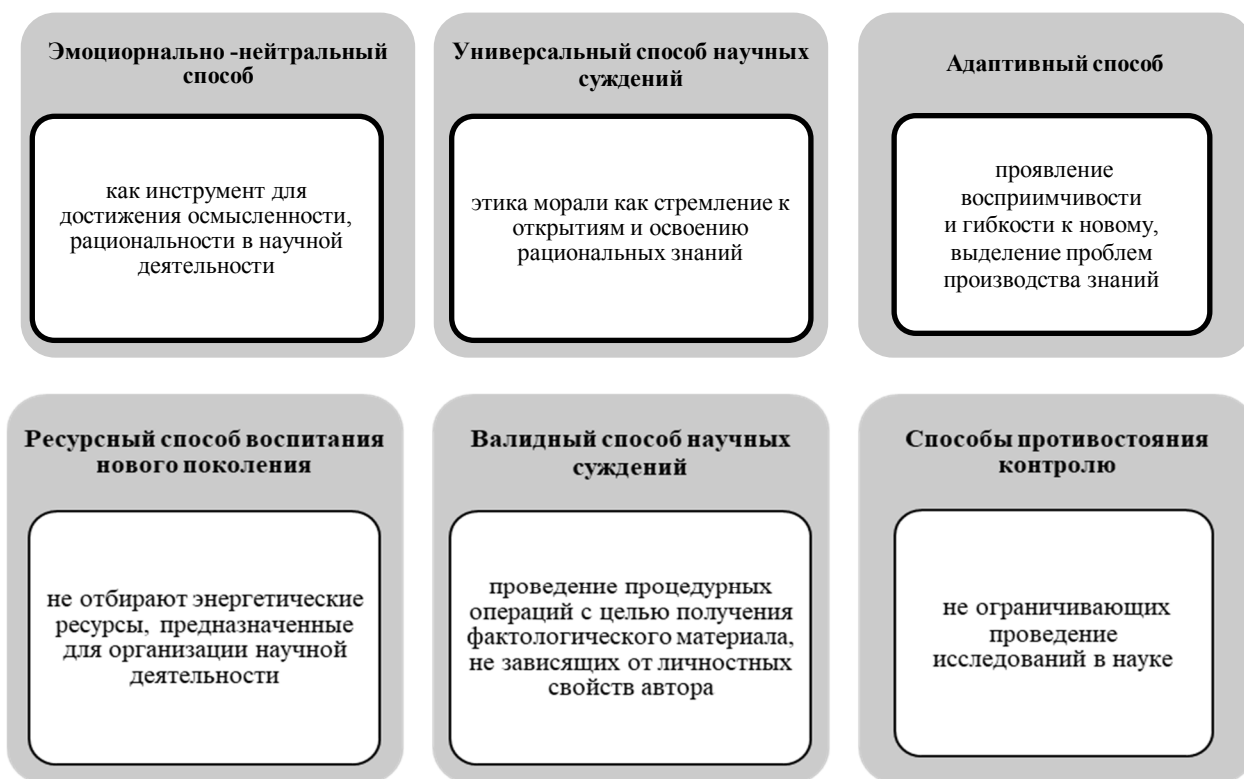 Эмоциорнально -нейтральный
способ
как инструмент для
достижения осмысленности,
рациональности в научной
деятельности
Универсальный способ научных
суждений
этика морали как стремление к
открытиям и освоению
рациональных знаний
Адаптивный способ
проявление
восприимчивости
и гибкости к новому,
выделение проблем
производства знаний
Ресурсный способ воспитания
нового поколения
не отбирают энергетические
ресурсы, предназначенные
для организации научной
деятельности
Валидный способ научных
суждений
проведение процедурных
операций с целью получения
фактологического материала,
не зависящих от личностных
свойств автора
Способы противостояния
контролю
не ограничивающих
проведение
исследований в науке